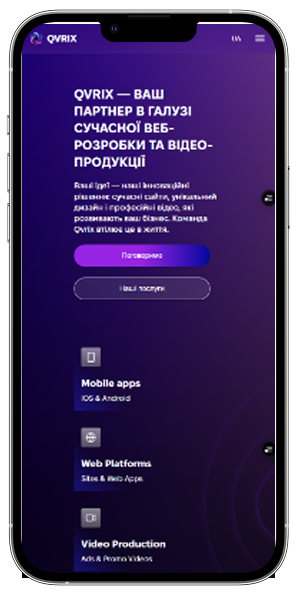 QVRIX
UA
QVRIX — ВАШ
ПАРТНЕР В ГАЛУЗІ
СУЧАСНОЇ ВЕБ-
РОЗРОБКИ ТА ВІДЕО-
ПРОДУКЦІЇ
Ваші ідеї — наші інноваційні
рішення: сучасні сайти, унікальний
дизайн і професійні відео, які
розвивають ваш бізнес. Команда
Qvrix втілює це в життя.
Поговоримо
Наші послуги
Mobile apps
iOS & Android
Web Platforms
Sites & Web Apps
Video Production
Ads & Promo Videos